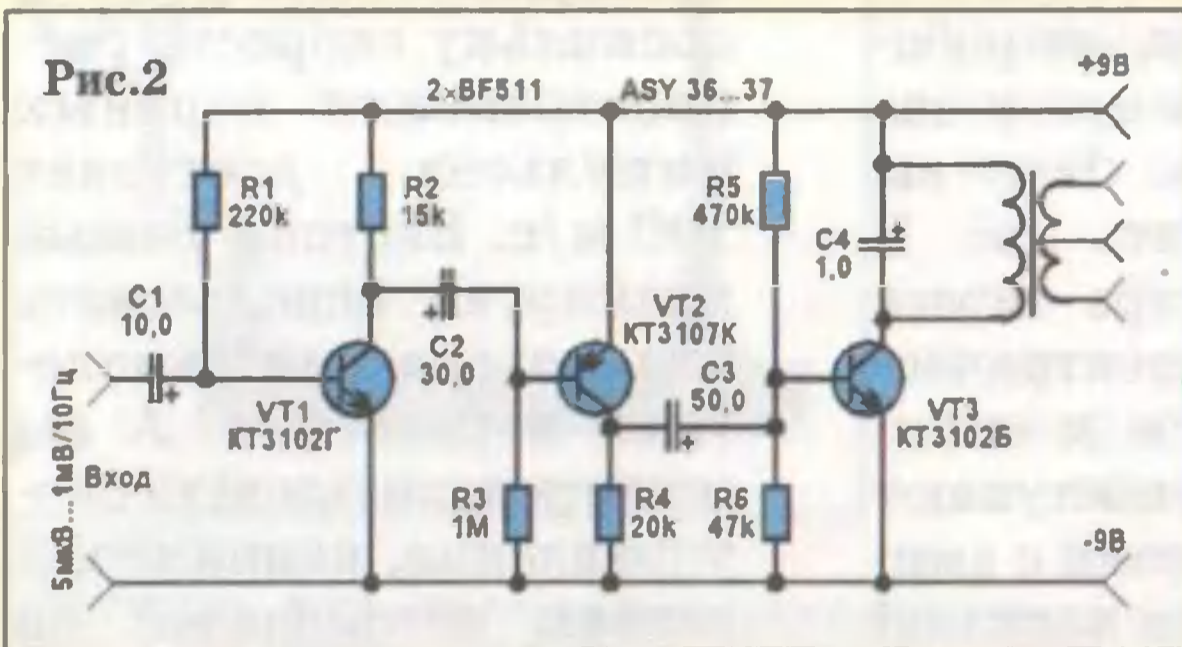 Рис.2
2×BF511
ASY 36...37
+9В
R1
220k
R2
15k
R5
470k
C4
1,0
+
C1
10,0
+
VT1
КТ3102Г
C2
30,0
+
VT2
КТ3107К
C3
50,0
+
VT3
КТ3102Б
5мкВ...1мВ/10Гц
Вход
R3
1М
R4
20k
R6
47k
-9В